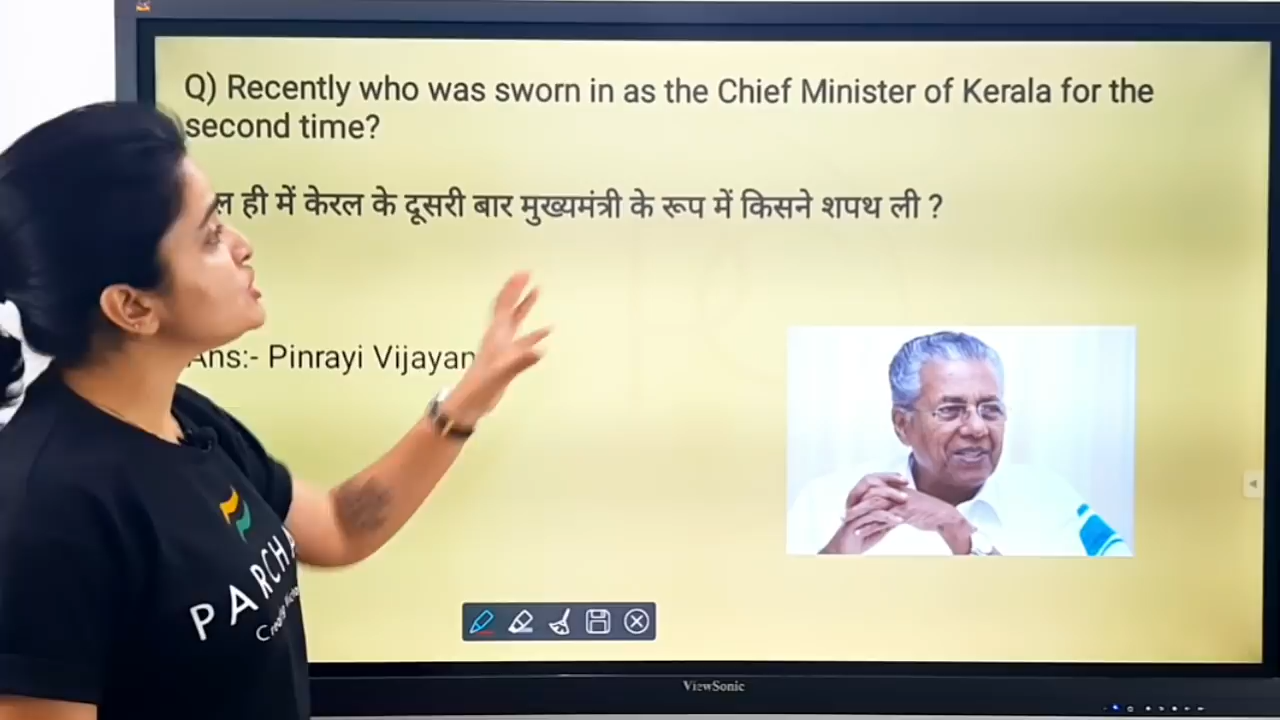 Q) Recently who was sworn in as the Chief Minister of Kerala for the
second time?
ही में केरल के दूसरी बार मुख्यमंत्री के रूप में किसने शपथ ली ?
Ans:- Pinrayi Vijayan
PARCHA
ViewSonic